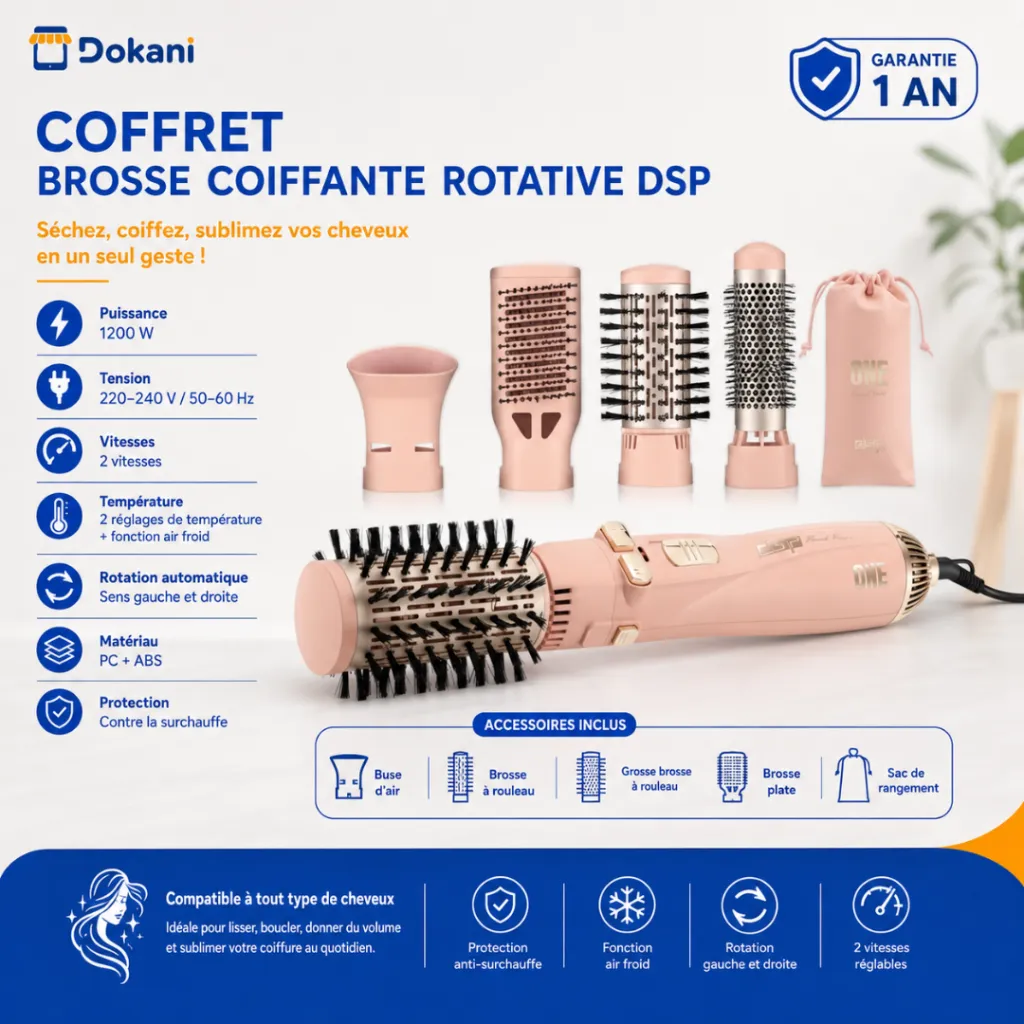 Dokani
GARANTIE
1 AN
COFFRET
BROSSE COIFFANTE ROTATIVE DSP
Séchez, coiffez, sublimez vos cheveux
en un seul geste !
Puissance
1200 W
Tension
220–240 V / 50–60 Hz
Vitesses
2 vitesses
Température
2 réglages de température
+ fonction air froid
Rotation automatique
Sens gauche et droite
Matériau
PC + ABS
Protection
Contre la surchauffe
ONE
dsp
ONE
ACCESSOIRES INCLUS
Buse
d'air
Brosse
à rouleau
Grosse brosse
à rouleau
Brosse
plate
Sac de
rangement
Compatible à tout type de cheveux
Idéale pour lisser, boucler, donner du volume
et sublimer votre coiffure au quotidien.
Protection
anti-surchauffe
Fonction
air froid
Rotation
gauche et droite
2 vitesses
réglables